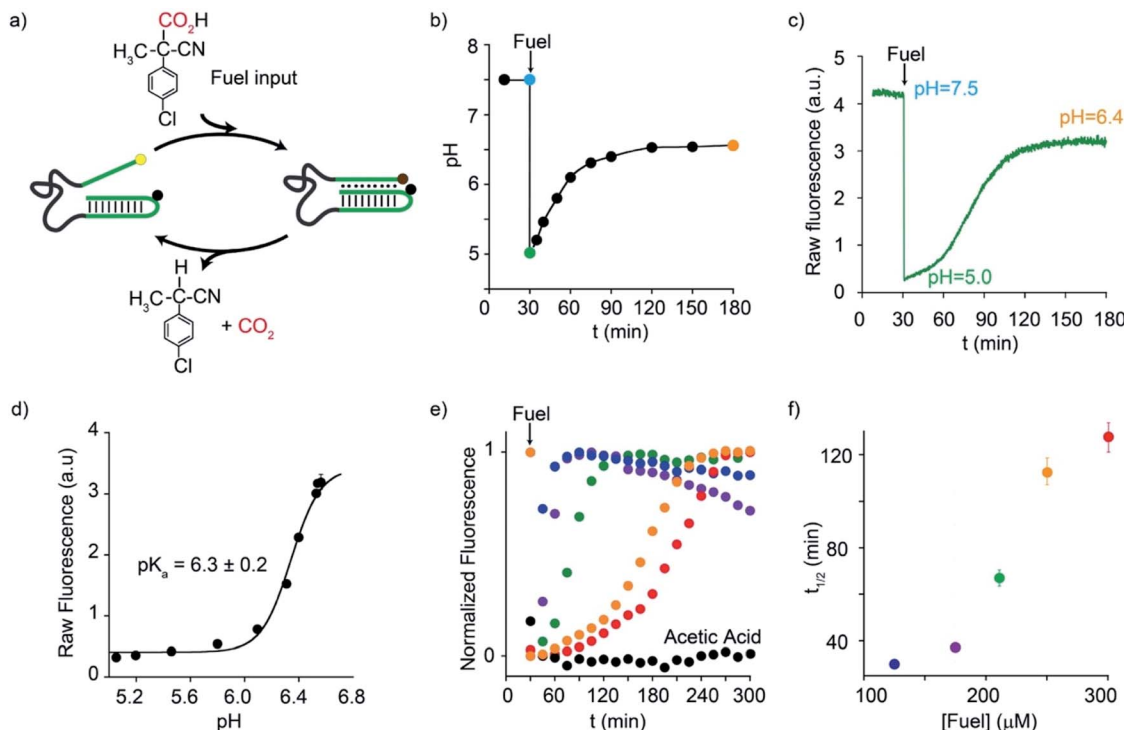 a)
CO2H
H3C-C-CN
Cl
Fuel input
H
H3C-C-CN
+ CO2
Cl
b)
Fuel
8
7
6
5
pH
0 30 60 90 120 150 180
t (min)
c)
Fuel
5
4
3
2
1
0
Raw fluorescence (a.u.)
pH=7.5
pH=6.4
pH=5.0
0 30 60 90 120 150 180
t (min)
d)
4
3
2
1
0
Raw Fluorescence (a.u)
pKa = 6.3 ± 0.2
5.2 5.6 6.0 6.4 6.8
pH
e)
Fuel
1
0
Normalized Fluorescence
Acetic Acid
0 60 120 180 240 300
t (min)
f)
120
80
40
t1/2 (min)
100 200 300
[Fuel] (μM)